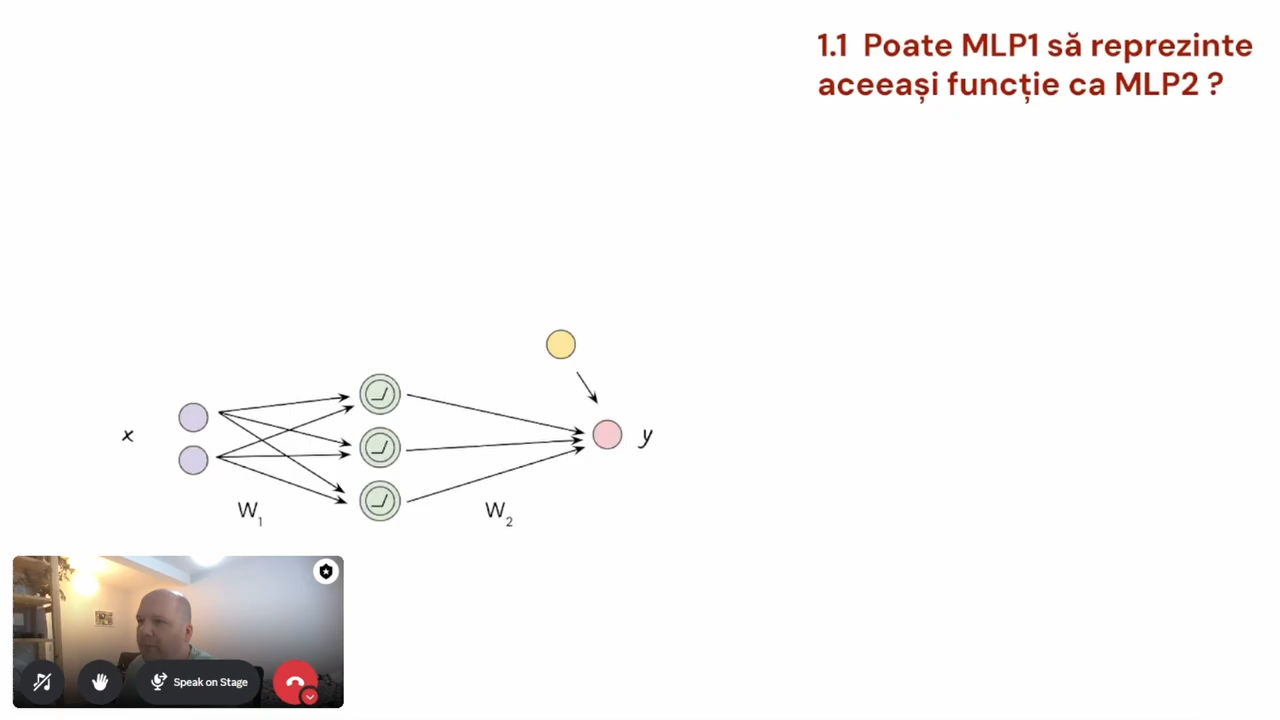 1.1 Poate MLP1 să reprezinte
aceeași funcție ca MLP2 ?
x
y
W1
W2
Speak on Stage